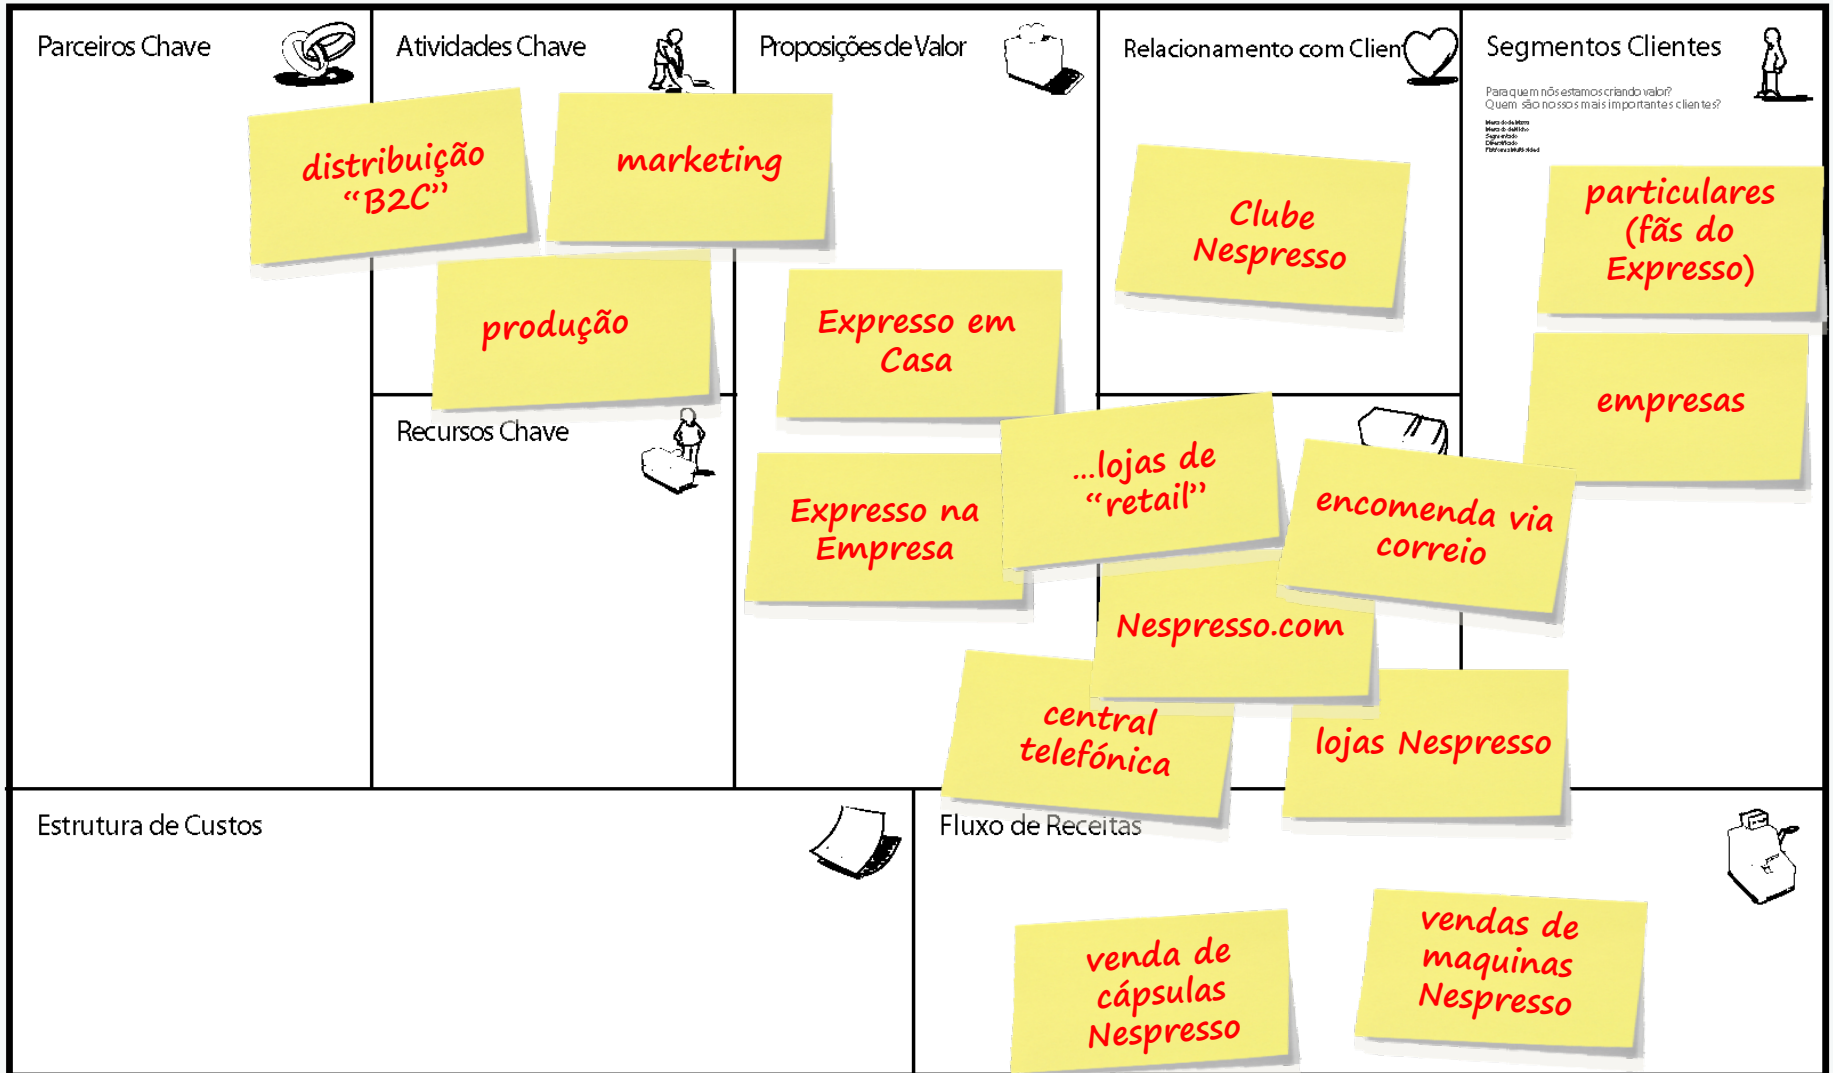 Parceiros Chave
Atividades Chave
Proposições de Valor
Relacionamento com Clien
Segmentos Clientes
Para quem nós estamos criando valor?
Quem são nossos mais importantes clientes?
Segmentado
Diversificado
distribuição
“B2C”
marketing
produção
Recursos Chave
Expresso em
Casa
Expresso na
Empresa
Clube
Nespresso
particulares
(fãs do
Expresso)
empresas
...lojas de
“retail”
encomenda via
correio
Nespresso.com
central
telefónica
lojas Nespresso
Estrutura de Custos
Fluxo de Receitas
venda de
cápsulas
Nespresso
vendas de
maquinas
Nespresso